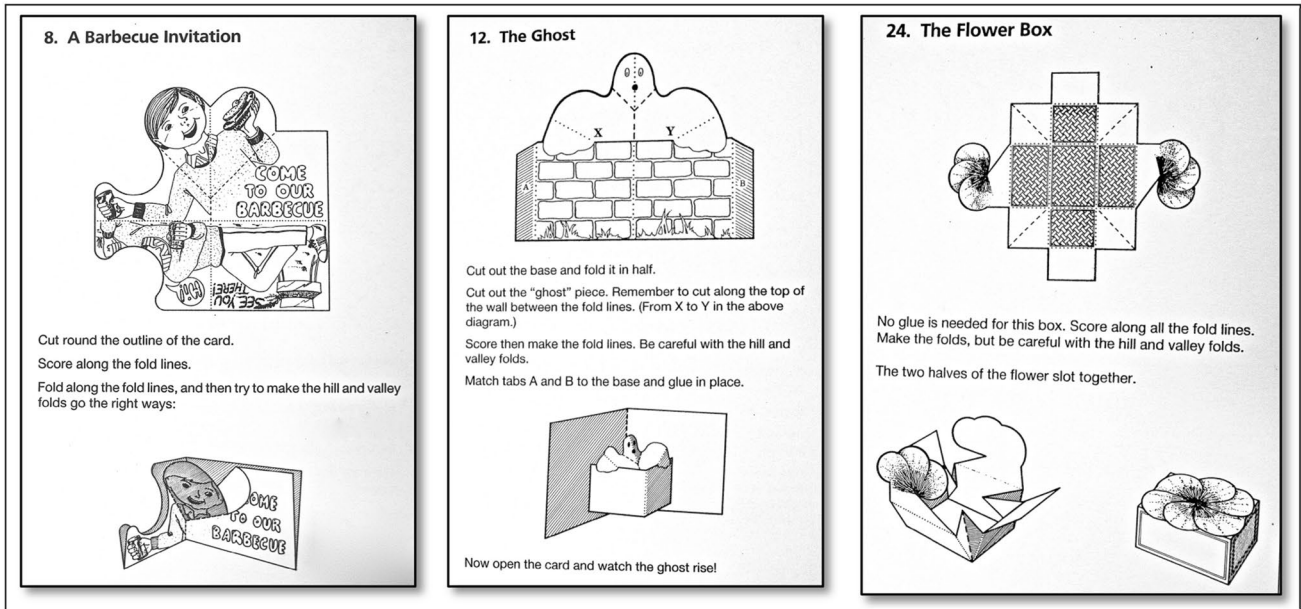 8. A Barbecue Invitation
COME
TO OUR
BARBECUE
SEE YOU
THERE!
Cut round the outline of the card.
Score along the fold lines.
Fold along the fold lines, and then try to make the hill and valley
folds go the right ways:
OME
TO OUR
BARBECUE
12. The Ghost
X Y
A B
Cut out the base and fold it in half.
Cut out the “ghost” piece. Remember to cut along the top of
the wall between the fold lines. (From X to Y in the above
diagram.)
Score then make the fold lines. Be careful with the hill and
valley folds.
Match tabs A and B to the base and glue in place.
Now open the card and watch the ghost rise!
24. The Flower Box
No glue is needed for this box. Score along all the fold lines.
Make the folds, but be careful with the hill and valley folds.
The two halves of the flower slot together.